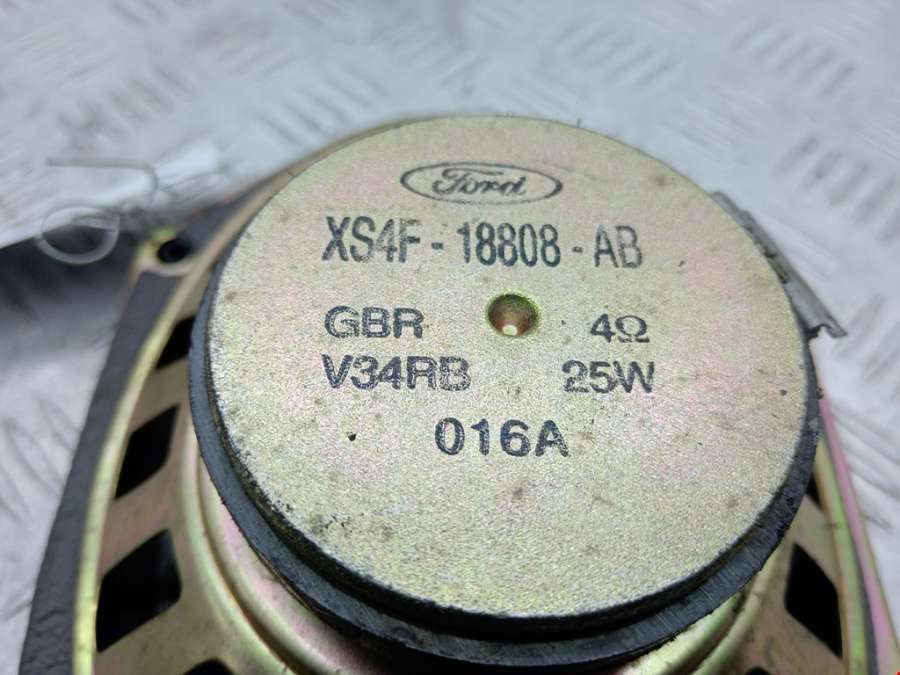 Ford
XS4F - 18808 - AB
GBR 4Ω
V34RB 25W
016A